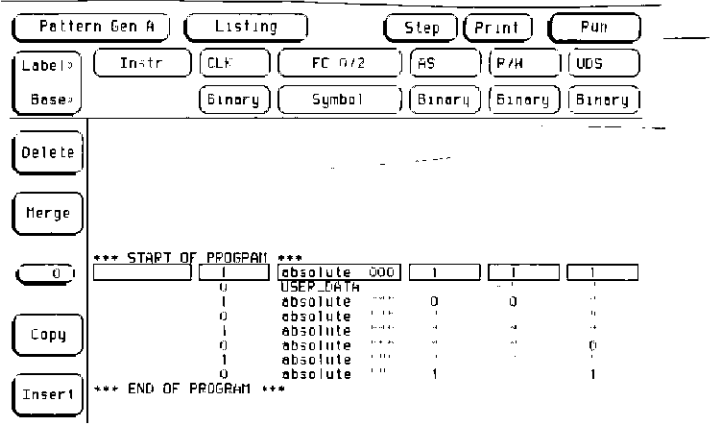 Pattern Gen A Listing Step Print Run
Label> Instr CLK FC 0/2 AS R/W UDS
Base> Binary Symbol Binary Binary Binary
Delete
Merge
*** START OF PROGRAM ***
0 1 absolute 000 1 1 1
0 USER_DATA " "
1 absolute """ 0 0 "
0 absolute """ " " "
1 absolute """ " " "
Copy
0 absolute """ " " 0
1 absolute """ " " "
0 absolute """ 1 1
Insert
*** END OF PROGRAM ***